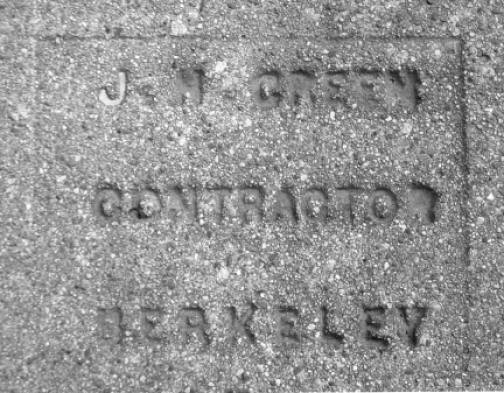 J. N. GREEN
CONTRACTOR
BERKELEY